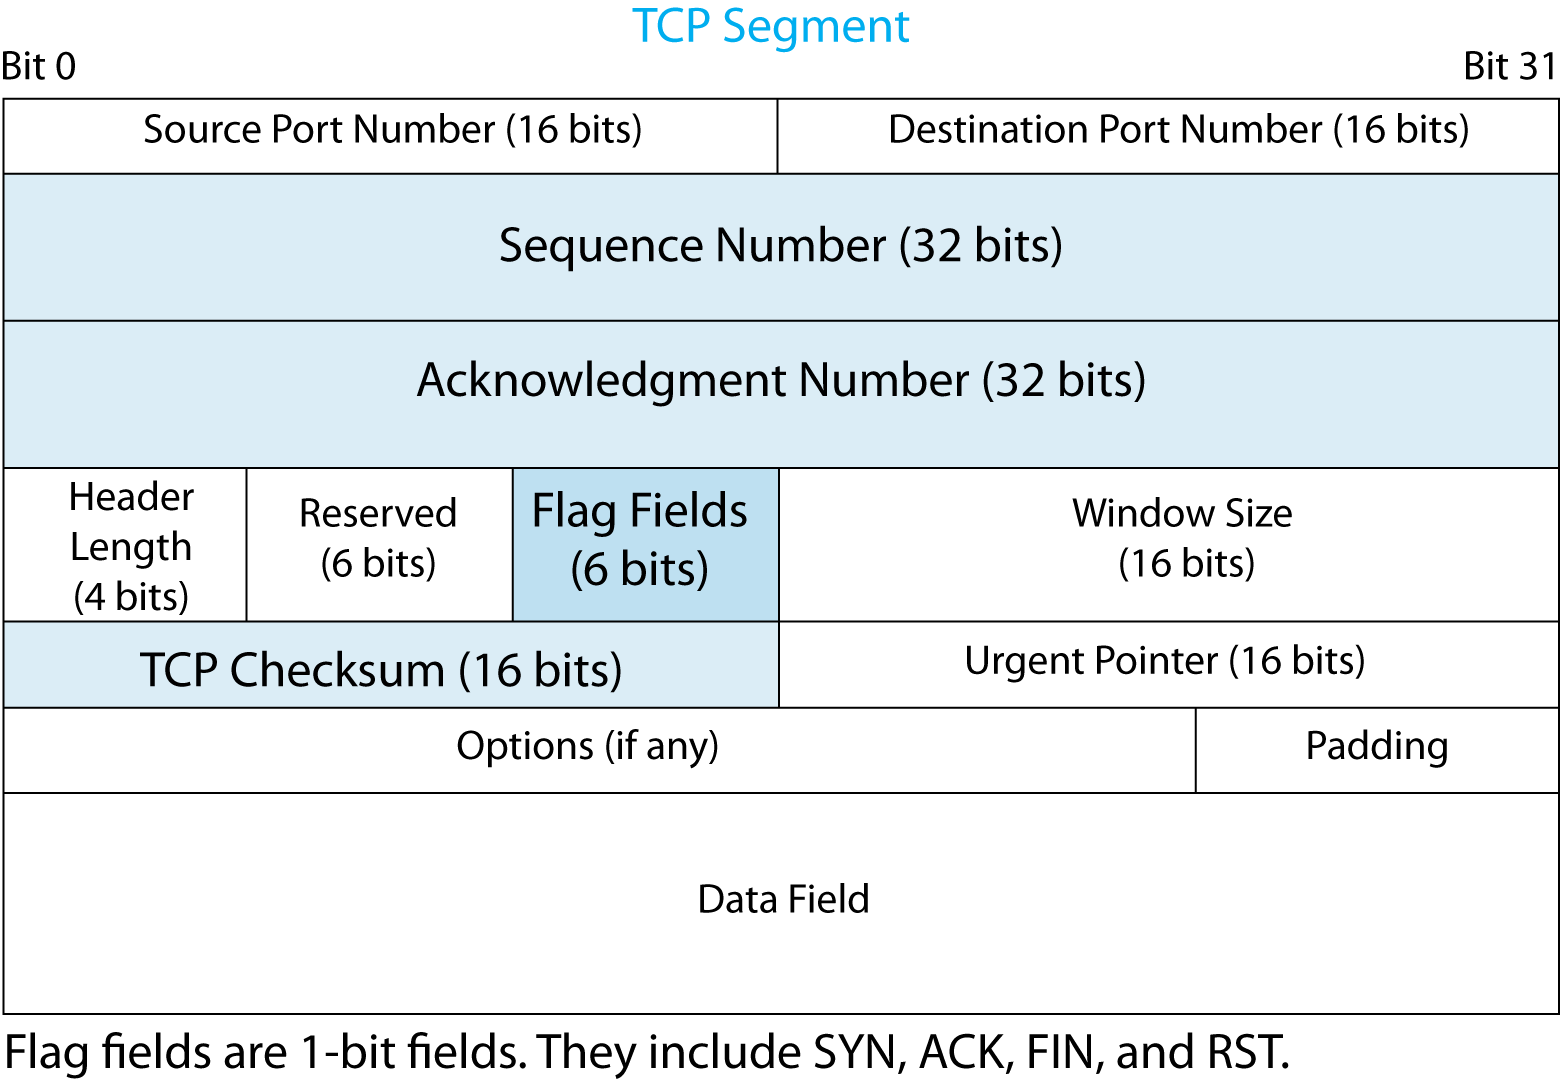 TCP Segment
Bit 0
Bit 31
Source Port Number (16 bits)
Destination Port Number (16 bits)
Sequence Number (32 bits)
Acknowledgment Number (32 bits)
Header
Length
(4 bits)
Reserved
(6 bits)
Flag Fields
(6 bits)
Window Size
(16 bits)
TCP Checksum (16 bits)
Urgent Pointer (16 bits)
Options (if any)
Padding
Data Field
Flag fields are 1-bit fields. They include SYN, ACK, FIN, and RST.